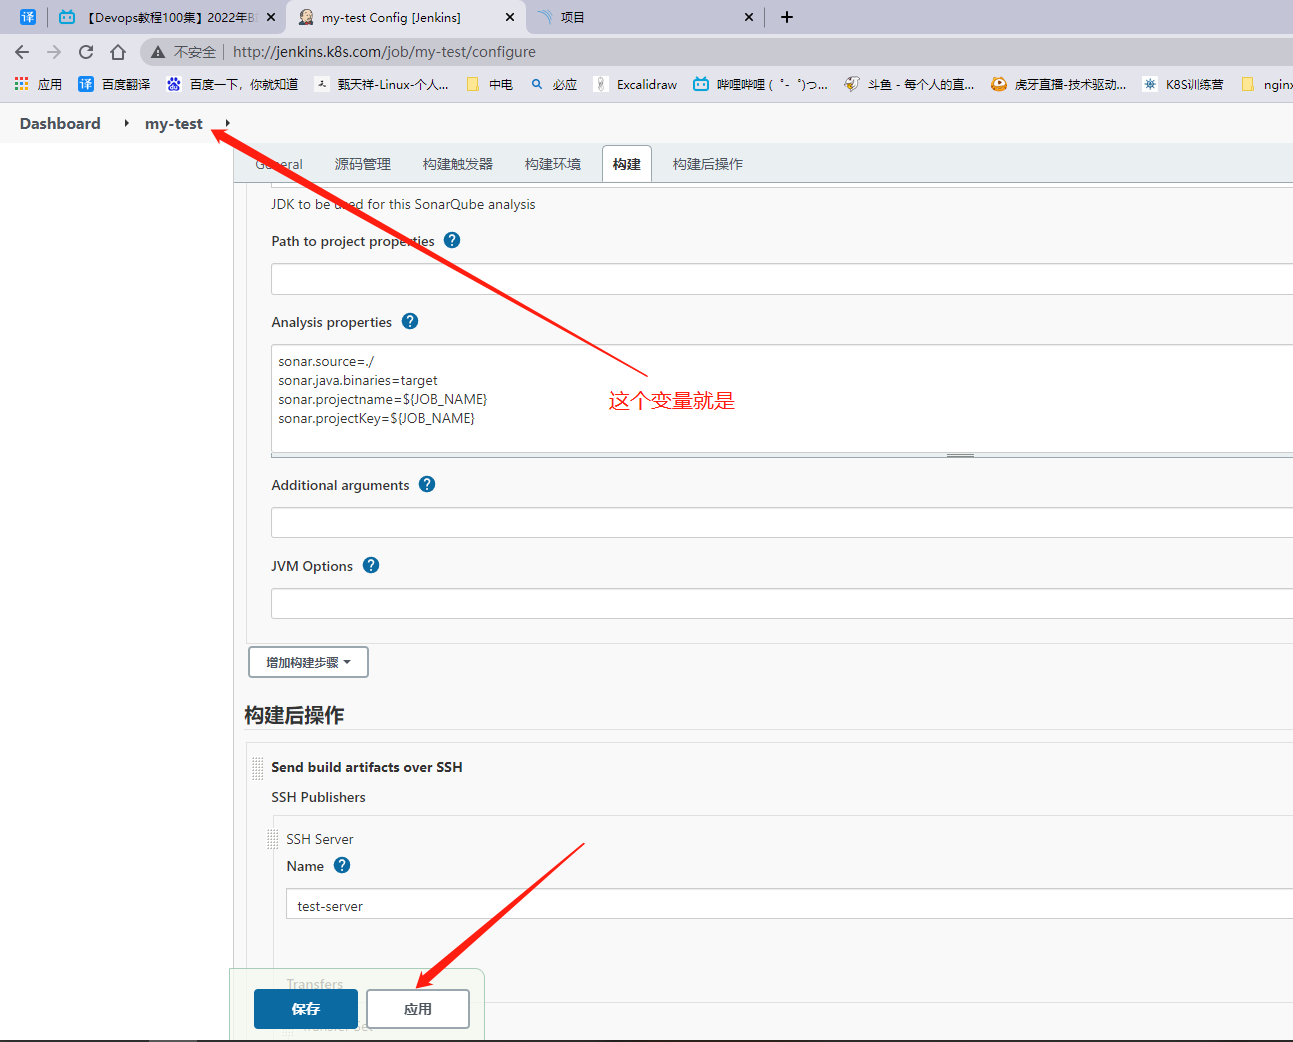 译
【Devops教程100集】2022年B
my-test Config [Jenkins]
项目
不安全
http://jenkins.k8s.com/job/my-test/configure
应用
译 百度翻译
百度一下，你就知道
甄天祥-Linux-个人...
中电
必应
Excalidraw
哔哩哔哩 (゜-゜)つ...
斗鱼 - 每个人的直...
虎牙直播-技术驱动...
K8S训练营
nginx
Dashboard
my-test
General
源码管理
构建触发器
构建环境
构建
构建后操作
JDK to be used for this SonarQube analysis
Path to project properties
Analysis properties
sonar.source=./
sonar.java.binaries=target
sonar.projectname=${JOB_NAME}
sonar.projectKey=${JOB_NAME}
这个变量就是
Additional arguments
JVM Options
增加构建步骤
构建后操作
Send build artifacts over SSH
SSH Publishers
SSH Server
Name
test-server
Transfers
保存
应用
Transfer Set